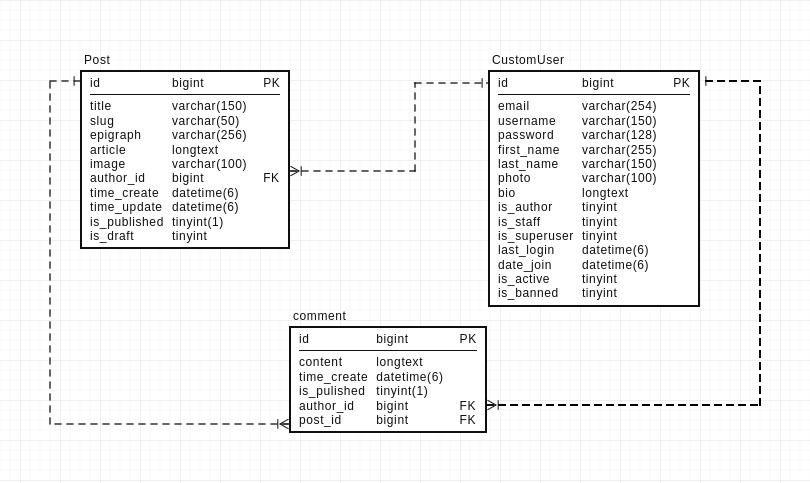 Post
id bigint PK
title varchar(150)
slug varchar(50)
epigraph varchar(256)
article longtext
image varchar(100)
author_id bigint FK
time_create datetime(6)
time_update datetime(6)
is_published tinyint(1)
is_draft tinyint
CustomUser
id bigint PK
email varchar(254)
username varchar(150)
password varchar(128)
first_name varchar(255)
last_name varchar(150)
photo varchar(100)
bio longtext
is_author tinyint
is_staff tinyint
is_superuser tinyint
last_login datetime(6)
date_join datetime(6)
is_active tinyint
is_banned tinyint
comment
id bigint PK
content longtext
time_create datetime(6)
is_pulished tinyint(1)
author_id bigint FK
post_id bigint FK